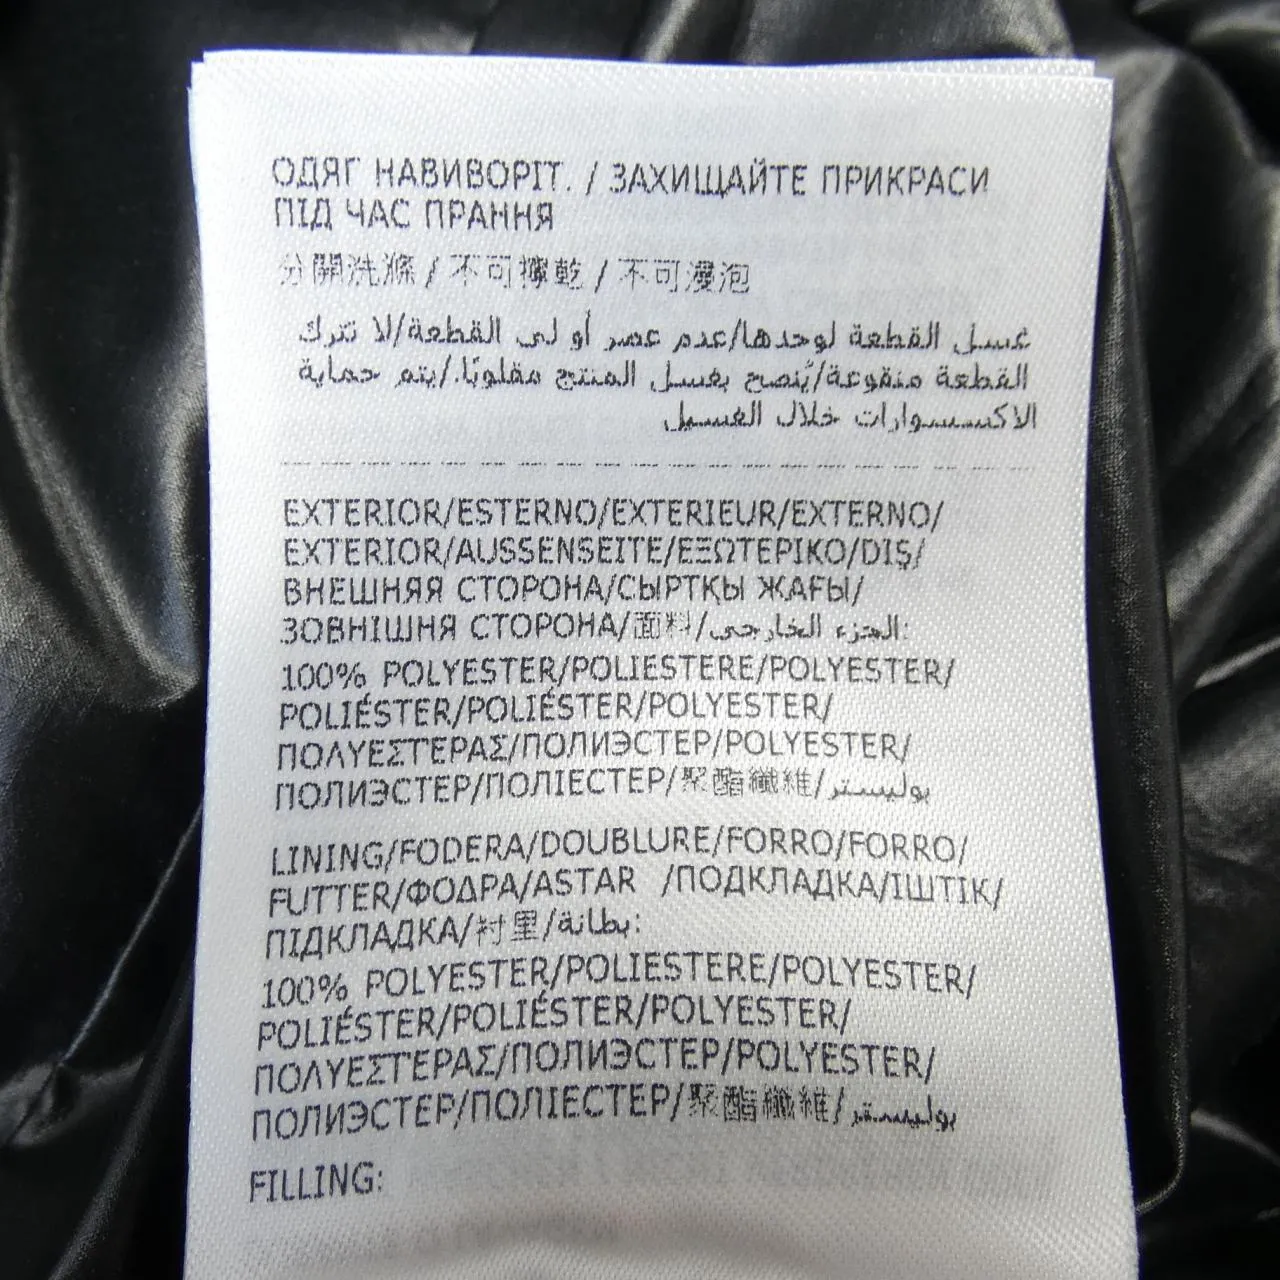 ОДЯГ НАВИВОРІТ. / ЗАХИЩАЙТЕ ПРИКРАСИ
ПІД ЧАС ПРАННЯ
分開洗滌 / 不可擰乾 / 不可浸泡
غسل القطعة لوحدها/عدم عصر أو لى القطعة/لا تترك
القطعة منقوعة/يُنصح بغسل المنتج مقلوبًا./يتم حماية
الاكسسوارات خلال الغسيل
EXTERIOR/ESTERNO/EXTERIEUR/EXTERNO/
EXTERIOR/AUSSENSEITE/ΕΞΩΤΕΡΙΚΟ/DIŞ/
ВНЕШНЯЯ СТОРОНА/СЫРТҚЫ ЖАҒЫ/
ЗОВНІШНЯ СТОРОНА/面料/الجزء الخارجى:
100% POLYESTER/POLIESTERE/POLYESTER/
POLIÉSTER/POLIÉSTER/POLYESTER/
ΠΟΛΥΕΣΤΕΡΑΣ/ПОЛИЭСТЕР/POLYESTER/
ПОЛИЭСТЕР/ПОЛІЕСТЕР/聚酯纖維/بوليستر
LINING/FODERA/DOUBLURE/FORRO/FORRO/
FUTTER/ΦΟΔΡΑ/ASTAR /ПОДКЛАДКА/ІШТІК/
ПІДКЛАДКА/衬里/بطانة:
100% POLYESTER/POLIESTERE/POLYESTER/
POLIÉSTER/POLIÉSTER/POLYESTER/
ΠΟΛΥΕΣΤΕΡΑΣ/ПОЛИЭСТЕР/POLYESTER/
ПОЛИЭСТЕР/ПОЛІЕСТЕР/聚酯纖維/بوليستر
FILLING: